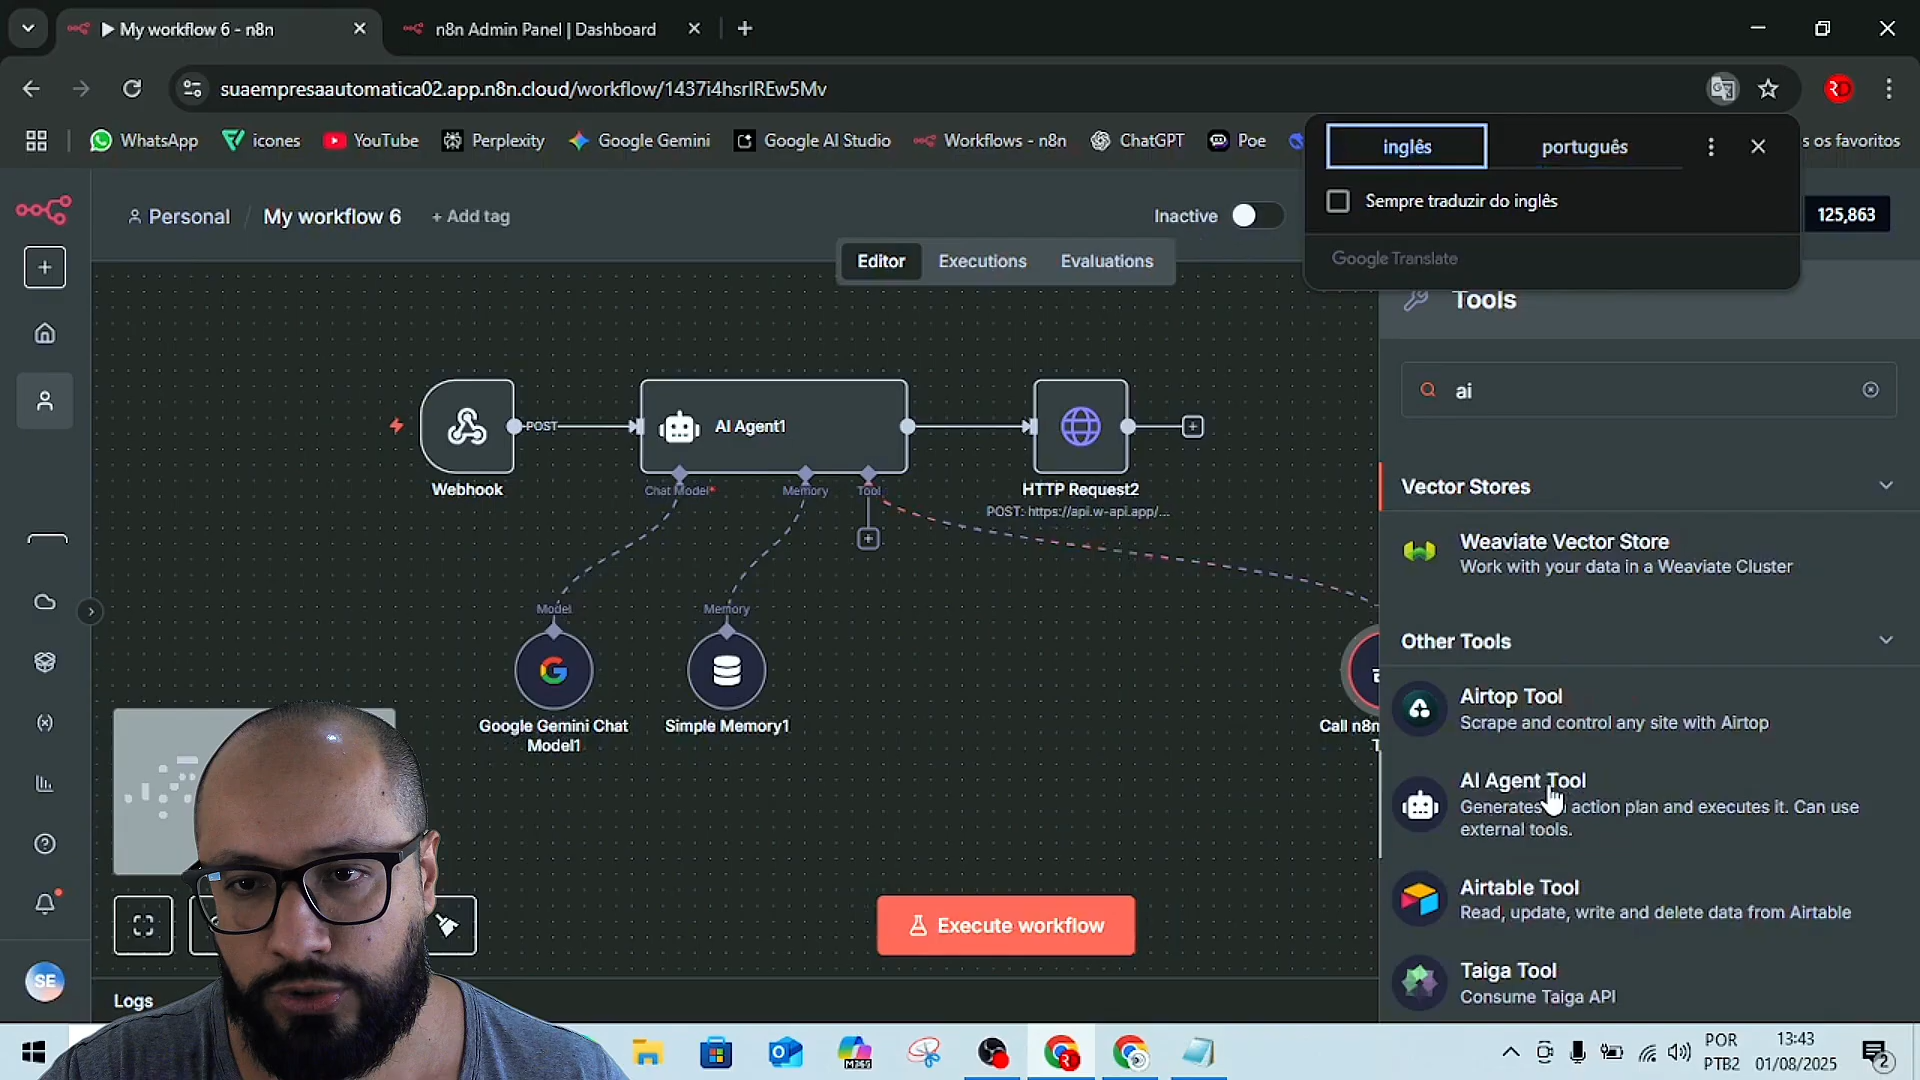 My workflow 6 - n8n
n8n Admin Panel | Dashboard
suaempresaautomatica02.app.n8n.cloud/workflow/1437i4hsrlREw5Mv
WhatsApp
icones
YouTube
Perplexity
Google Gemini
Google AI Studio
Workflows - n8n
ChatGPT
Poe
s os favoritos
inglês
português
Sempre traduzir do inglês
Google Translate
Personal / My workflow 6
+ Add tag
Inactive
125,863
Editor
Executions
Evaluations
Tools
ai
Vector Stores
Weaviate Vector Store
Work with your data in a Weaviate Cluster
Other Tools
Airtop Tool
Scrape and control any site with Airtop
AI Agent Tool
Generates action plan and executes it. Can use
external tools.
Airtable Tool
Read, update, write and delete data from Airtable
Taiga Tool
Consume Taiga API
POST
AI Agent1
Webhook
Chat Model*
Memory
Tool
HTTP Request2
POST: https://api.w-api.app/...
Model
Memory
Google Gemini Chat
Model1
Simple Memory1
Call n8n
T
Execute workflow
SE
Logs
M365
POR
PTB2
13:43
01/08/2025
2